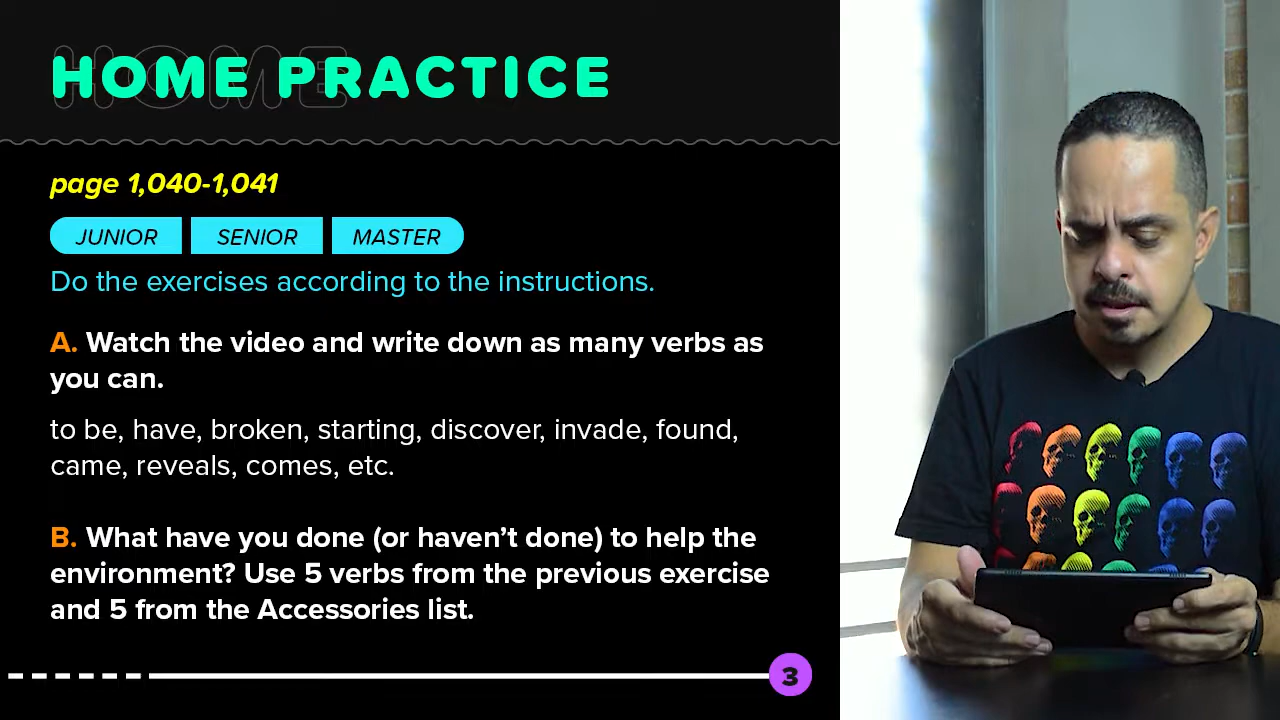 HOME PRACTICE
page 1,040-1,041
JUNIOR SENIOR MASTER
Do the exercises according to the instructions.
A. Watch the video and write down as many verbs as
you can.
to be, have, broken, starting, discover, invade, found,
came, reveals, comes, etc.
B. What have you done (or haven’t done) to help the
environment? Use 5 verbs from the previous exercise
and 5 from the Accessories list.
3